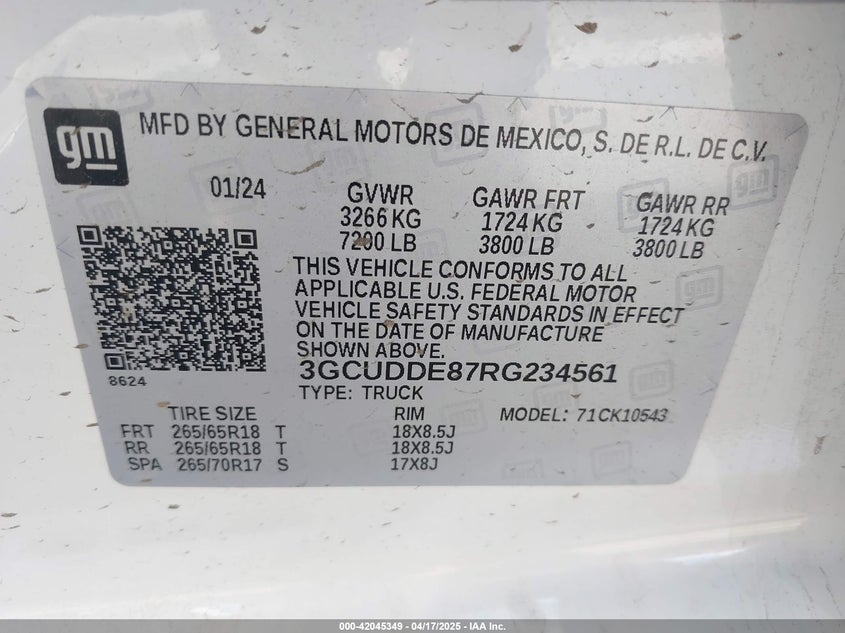 gm
MFD BY GENERAL MOTORS DE MEXICO, S. DE R.L. DE C.V.
01/24 GVWR GAWR FRT GAWR RR
3266 KG 1724 KG 1724 KG
7200 LB 3800 LB 3800 LB
THIS VEHICLE CONFORMS TO ALL
APPLICABLE U.S. FEDERAL MOTOR
VEHICLE SAFETY STANDARDS IN EFFECT
ON THE DATE OF MANUFACTURE
SHOWN ABOVE.
3GCUDDE87RG234561
8624
TYPE: TRUCK
TIRE SIZE RIM MODEL: 71CK10543
FRT 265/65R18 T 18X8.5J
RR 265/65R18 T 18X8.5J
SPA 265/70R17 S 17X8J
gm
000-42045349 - 04/17/2025 - IAA Inc.